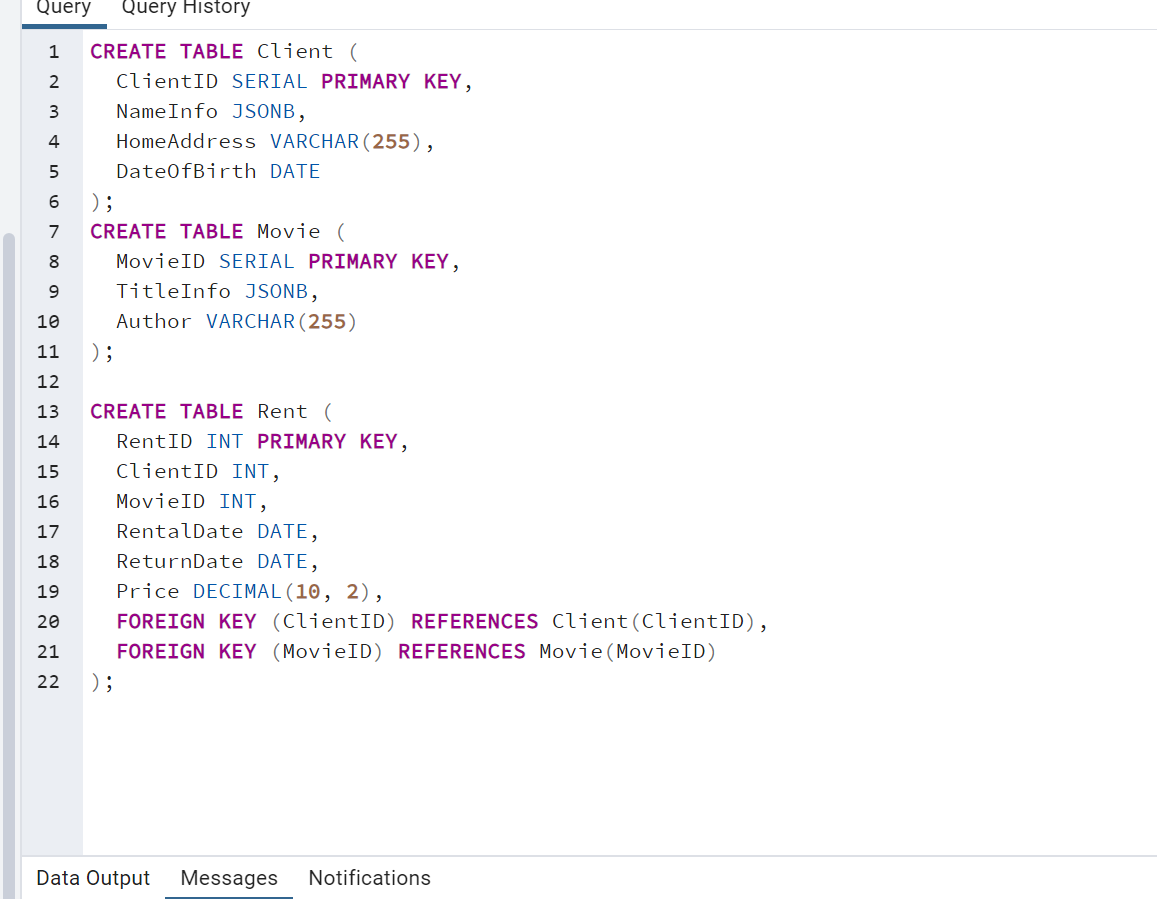 Query Query History
1 CREATE TABLE Client (
2 ClientID SERIAL PRIMARY KEY,
3 NameInfo JSONB,
4 HomeAddress VARCHAR(255),
5 DateOfBirth DATE
6 );
7 CREATE TABLE Movie (
8 MovieID SERIAL PRIMARY KEY,
9 TitleInfo JSONB,
10 Author VARCHAR(255)
11 );
12
13 CREATE TABLE Rent (
14 RentID INT PRIMARY KEY,
15 ClientID INT,
16 MovieID INT,
17 RentalDate DATE,
18 ReturnDate DATE,
19 Price DECIMAL(10, 2),
20 FOREIGN KEY (ClientID) REFERENCES Client(ClientID),
21 FOREIGN KEY (MovieID) REFERENCES Movie(MovieID)
22 );
Data Output Messages Notifications